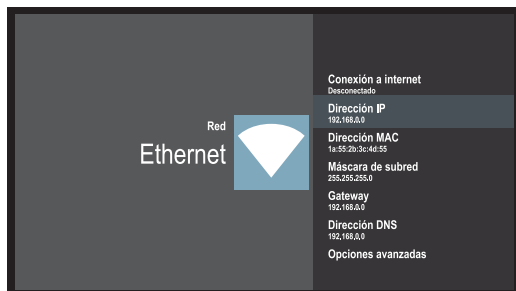 Red
Ethernet
Conexión a internet
Desconectado
Dirección IP
192.168.0.0
Dirección MAC
1a:55:2b:3c:4d:55
Máscara de subred
255.255.255.0
Gateway
192.168.0.0
Dirección DNS
192,168,0,0
Opciones avanzadas